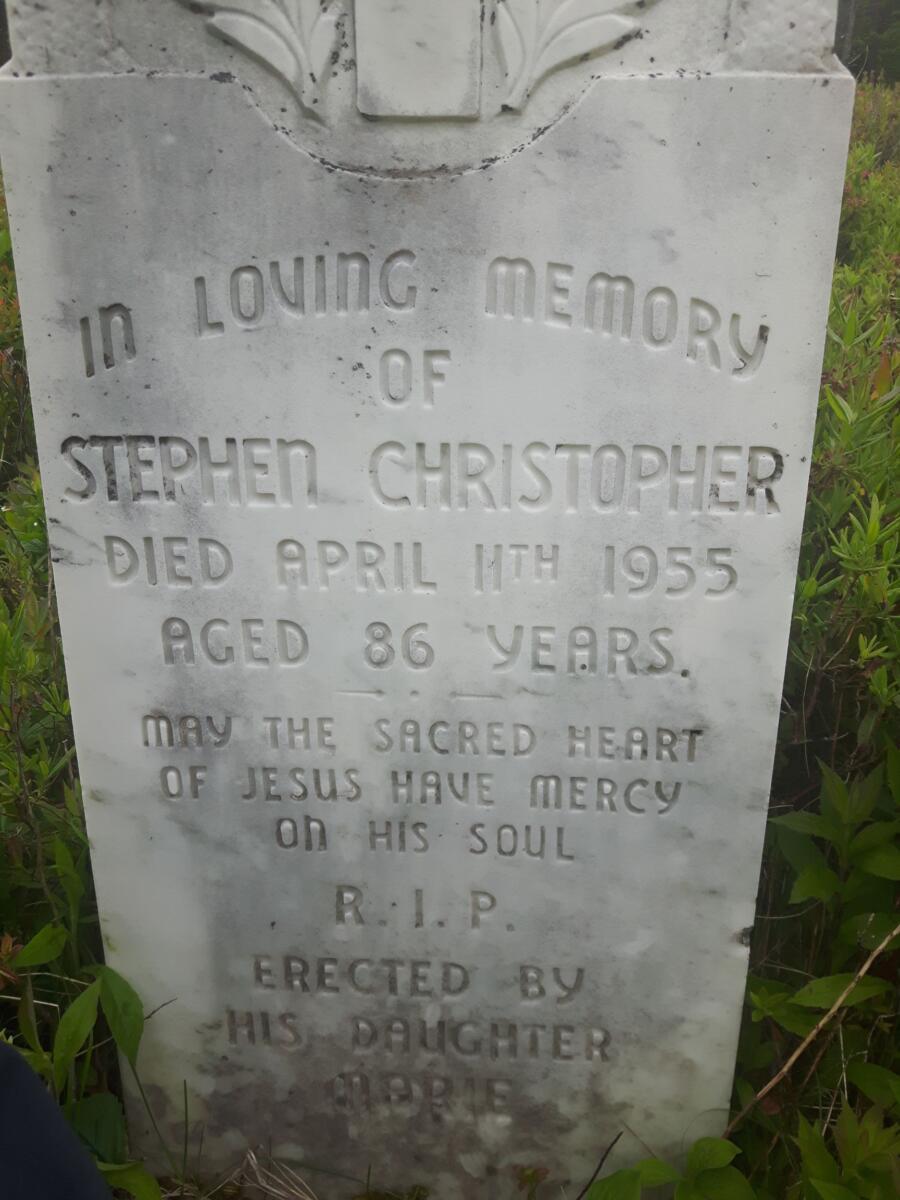 In LOVING MEMORY
OF
STEPHEN CHRISTOPHER
DIED APRIL 11TH 1955
AGED 86 YEARS.
MAY THE SACRED HEART
OF JESUS HAVE MERCY
ON HIS SOUL
R. I. P.
ERECTED BY
HIS DAUGHTER
MARIE